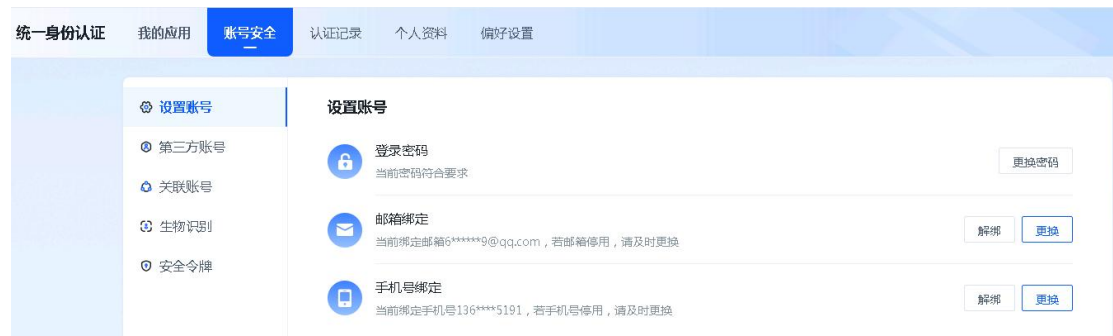 统一身份认证 我的应用 账号安全 认证记录 个人资料 偏好设置
设置账号
第三方账号
关联账号
生物识别
安全令牌
设置账号
登录密码
当前密码符合要求
更换密码
邮箱绑定
当前绑定邮箱6******9@qq.com，若邮箱停用，请及时更换
解绑 更换
手机号绑定
当前绑定手机号136****5191，若手机号停用，请及时更换
解绑 更换